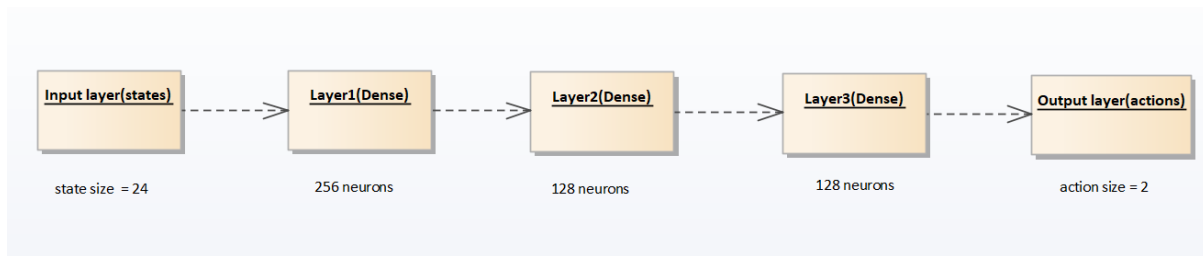 Input layer(states)
Layer1(Dense)
Layer2(Dense)
Layer3(Dense)
Output layer(actions)
state size = 24
256 neurons
128 neurons
128 neurons
action size = 2